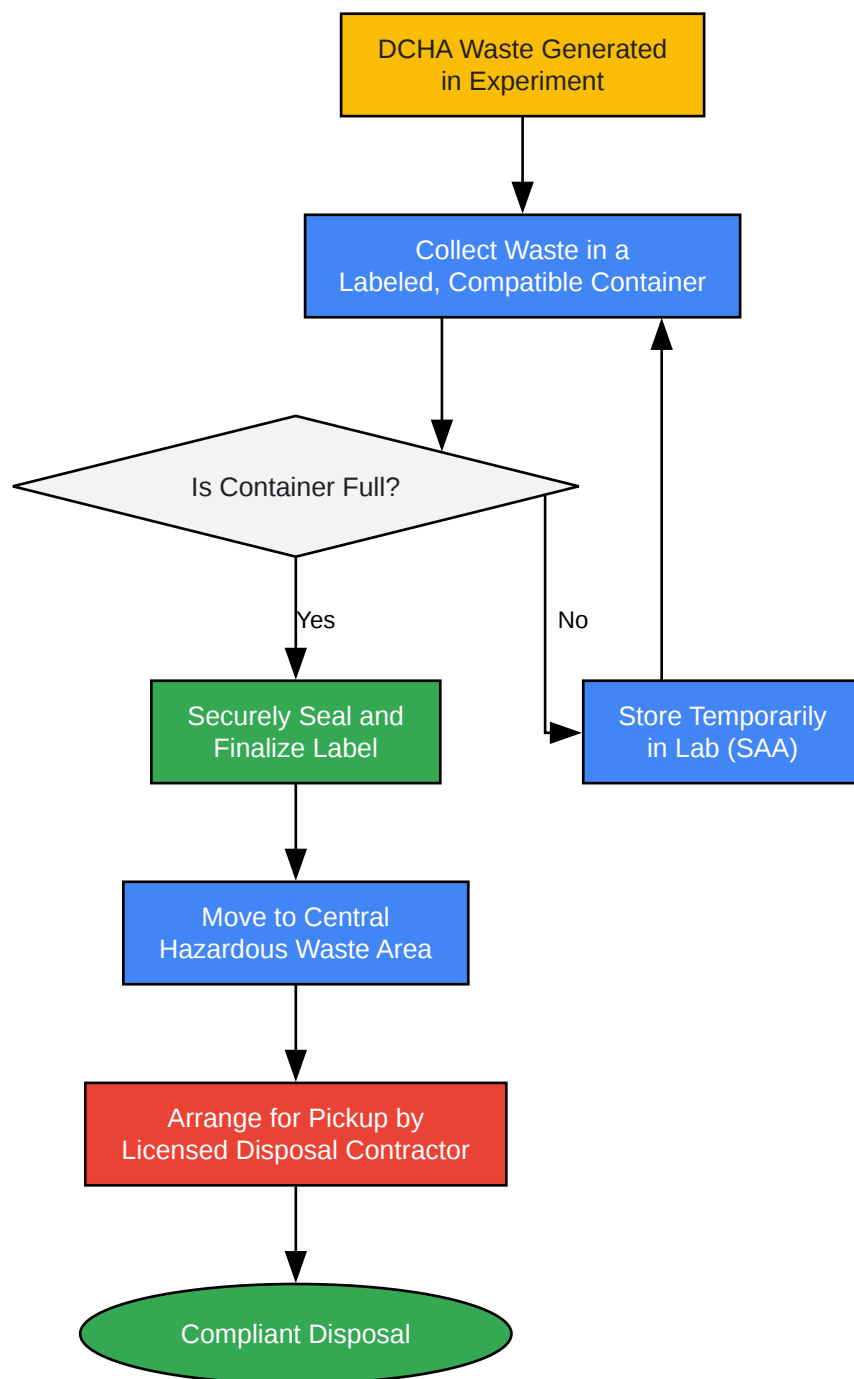 DCHA Waste Generated
in Experiment
Collect Waste in a
Labeled, Compatible Container
Is Container Full?
Yes
No
Securely Seal and
Finalize Label
Store Temporarily
in Lab (SAA)
Move to Central
Hazardous Waste Area
Arrange for Pickup by
Licensed Disposal Contractor
Compliant Disposal